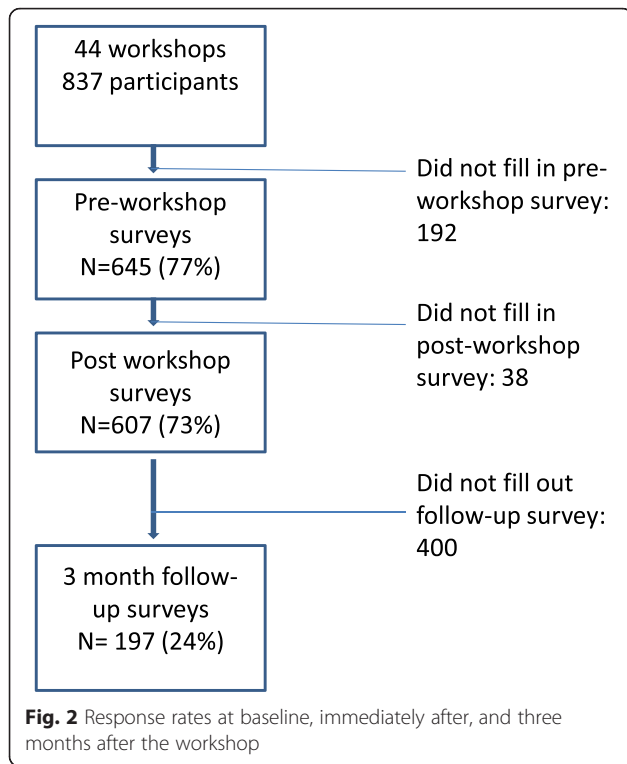 44 workshops
837 participants
Did not fill in pre-
workshop survey:
192
Pre-workshop
surveys
N=645 (77%)
Did not fill in
post-workshop
survey: 38
Post workshop
surveys
N=607 (73%)
Did not fill out
follow-up survey:
400
3 month follow-
up surveys
N= 197 (24%)
Fig. 2 Response rates at baseline, immediately after, and three
months after the workshop